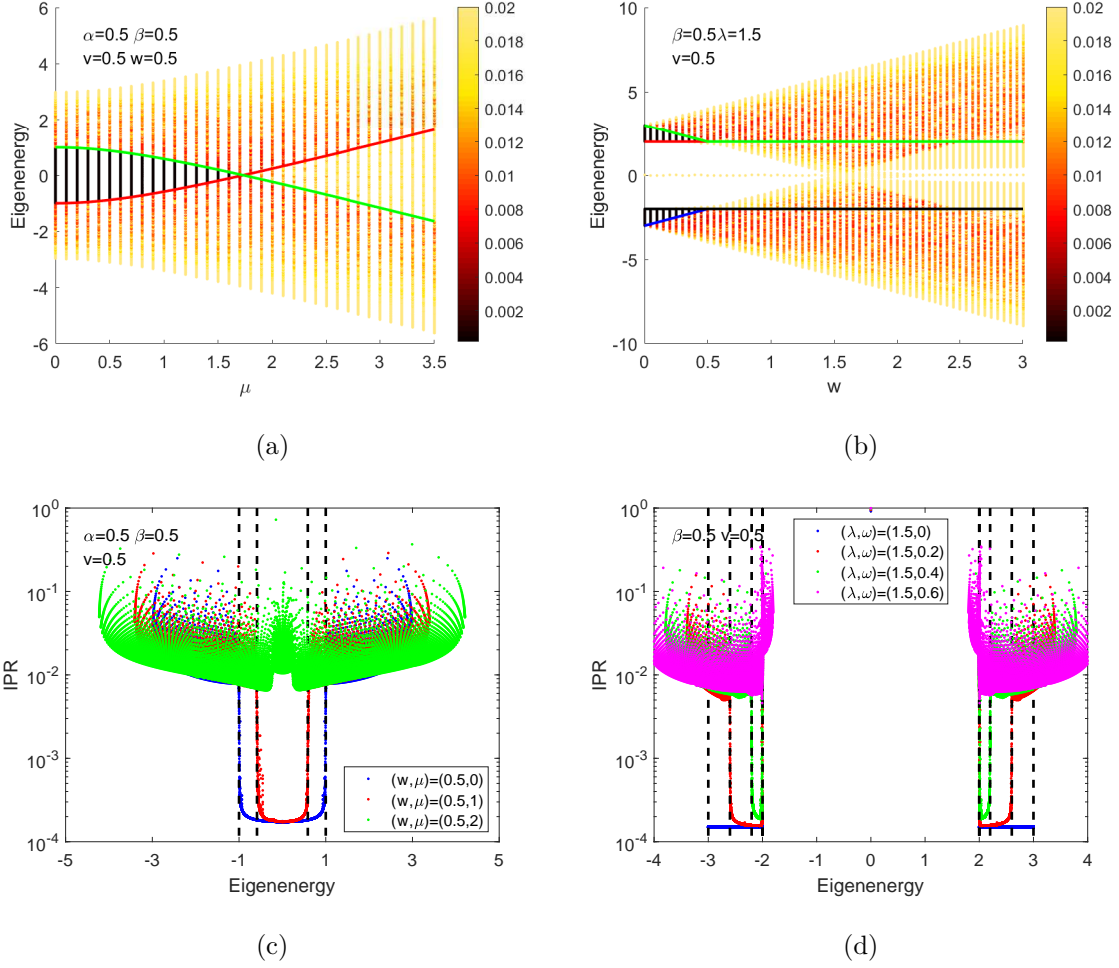 α=0.5 β=0.5
v=0.5 w=0.5
6
4
2
0
-2
-4
-6
Eigenenergy
0 0.5 1 1.5 2 2.5 3 3.5
μ
0.02
0.018
0.016
0.014
0.012
0.01
0.008
0.006
0.004
0.002
(a)
β=0.5λ=1.5
v=0.5
10
5
0
-5
-10
Eigenenergy
0 0.5 1 1.5 2 2.5 3
w
0.02
0.018
0.016
0.014
0.012
0.01
0.008
0.006
0.004
0.002
(b)
α=0.5 β=0.5
v=0.5
10^0
10^-1
10^-2
10^-3
10^-4
IPR
(w,μ)=(0.5,0)
(w,μ)=(0.5,1)
(w,μ)=(0.5,2)
-5 -3 -1 1 3 5
Eigenenergy
(c)
β=0.5 v=0.5
10^0
10^-1
10^-2
10^-3
10^-4
IPR
(λ,ω)=(1.5,0)
(λ,ω)=(1.5,0.2)
(λ,ω)=(1.5,0.4)
(λ,ω)=(1.5,0.6)
-4 -3 -2 -1 0 1 2 3 4
Eigenenergy
(d)